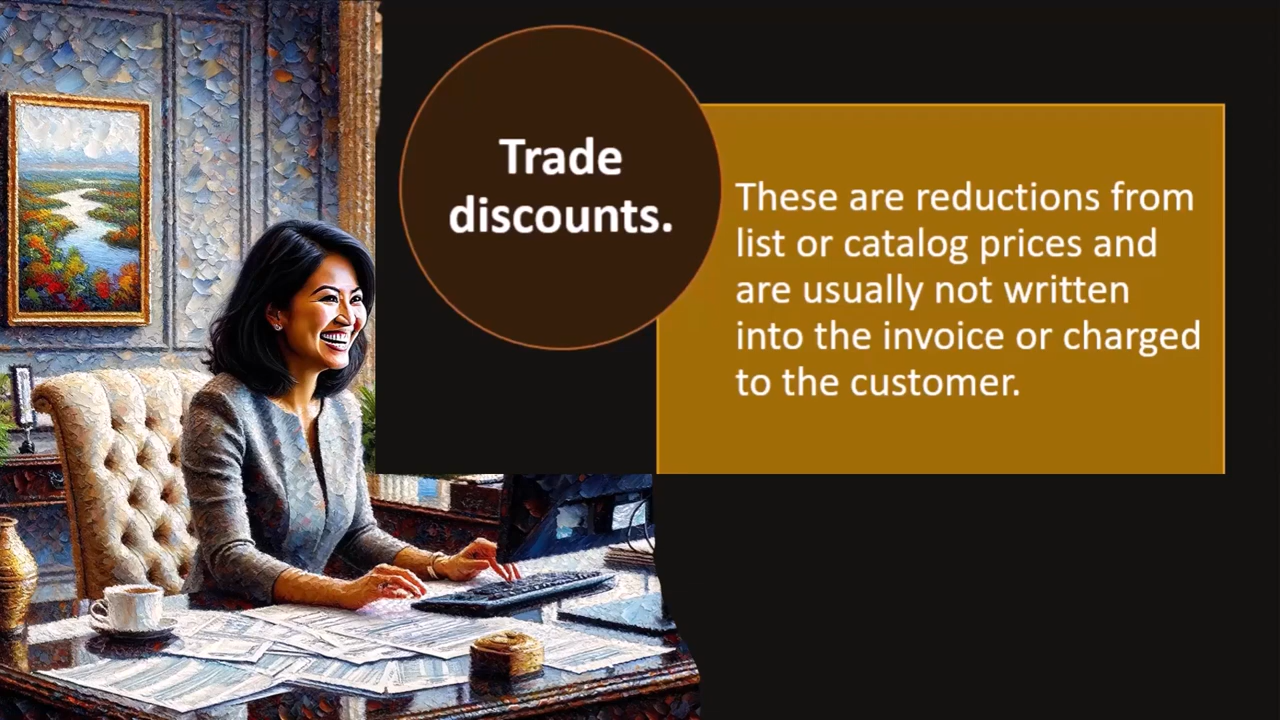 Trade
discounts.
These are reductions from
list or catalog prices and
are usually not written
into the invoice or charged
to the customer.